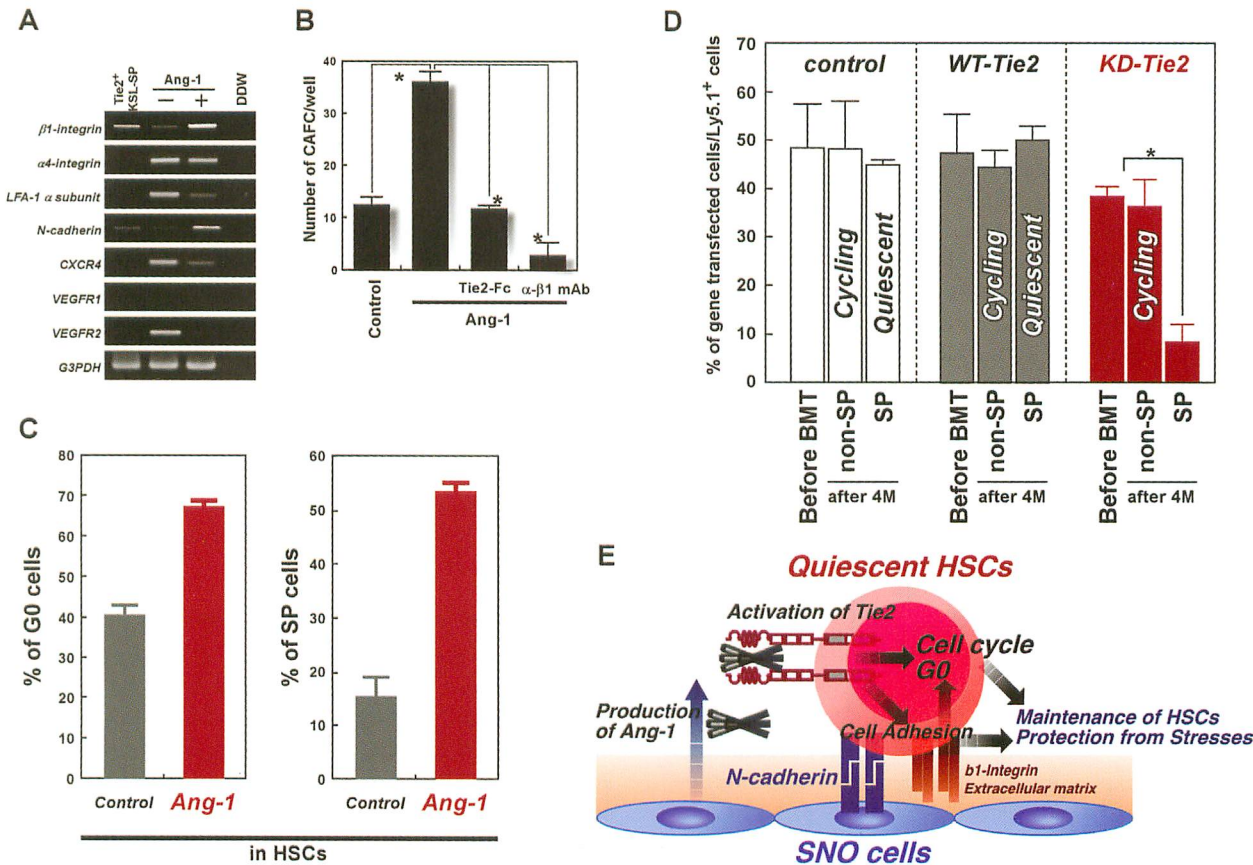 A
Tie2+
KSL-SP
Ang-1
− +
DDW
β1-integrin
α4-integrin
LFA-1 α subunit
N-cadherin
CXCR4
VEGFR1
VEGFR2
G3PDH
B
Number of CAFC/well
40
30
20
10
0
*
*
*
Control
Tie2-Fc
α-β1 mAb
Ang-1
C
% of G0 cells
80
70
60
50
40
30
20
10
0
Control
Ang-1
% of SP cells
60
50
40
30
20
10
0
Control
Ang-1
in HSCs
D
% of gene transfected cells/Ly5.1+ cells
70
60
50
40
30
20
10
0
control
WT-Tie2
KD-Tie2
*
Cycling
Quiescent
Cycling
Quiescent
Cycling
Before BMT
non-SP
SP
after 4M
Before BMT
non-SP
SP
after 4M
Before BMT
non-SP
SP
after 4M
E
Quiescent HSCs
Activation of Tie2
Cell cycle
G0
Production
of Ang-1
Cell Adhesion
Maintenance of HSCs
Protection from Stresses
N-cadherin
b1-Integrin
Extracellular matrix
SNO cells